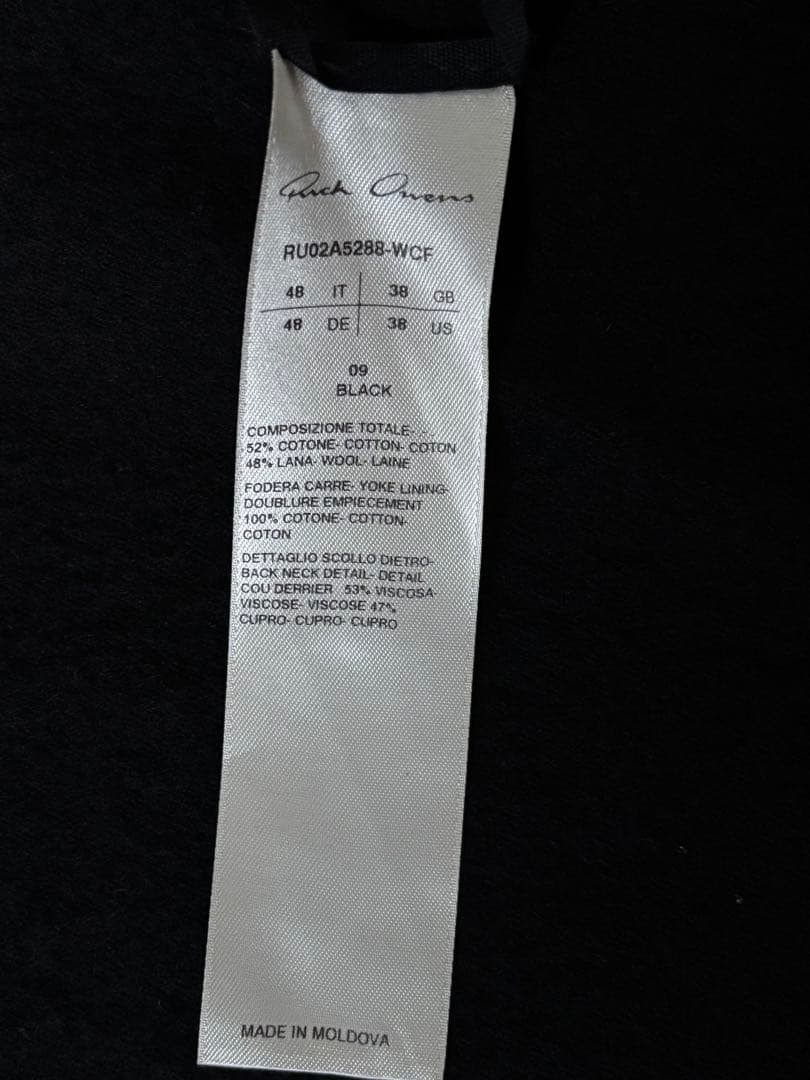 Rick Owens
RU02A5288-WCF
48 IT 38 GB
48 DE 38 US
09
BLACK
COMPOSIZIONE TOTALE- -
52% COTONE- COTTON- COTON
48% LANA- WOOL- LAINE
FODERA CARRE- YOKE LINING-
DOUBLURE EMPIECEMENT
100% COTONE- COTTON-
COTON
DETTAGLIO SCOLLO DIETRO-
BACK NECK DETAIL- DETAIL
COU DERRIER 53% VISCOSA-
VISCOSE- VISCOSE 47%
CUPRO- CUPRO- CUPRO
MADE IN MOLDOVA